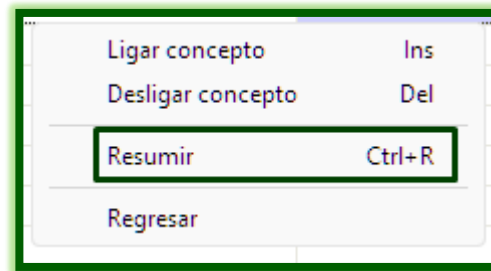 Ligar concepto Ins
Desligar concepto Del
Resumir Ctrl+R
Regresar